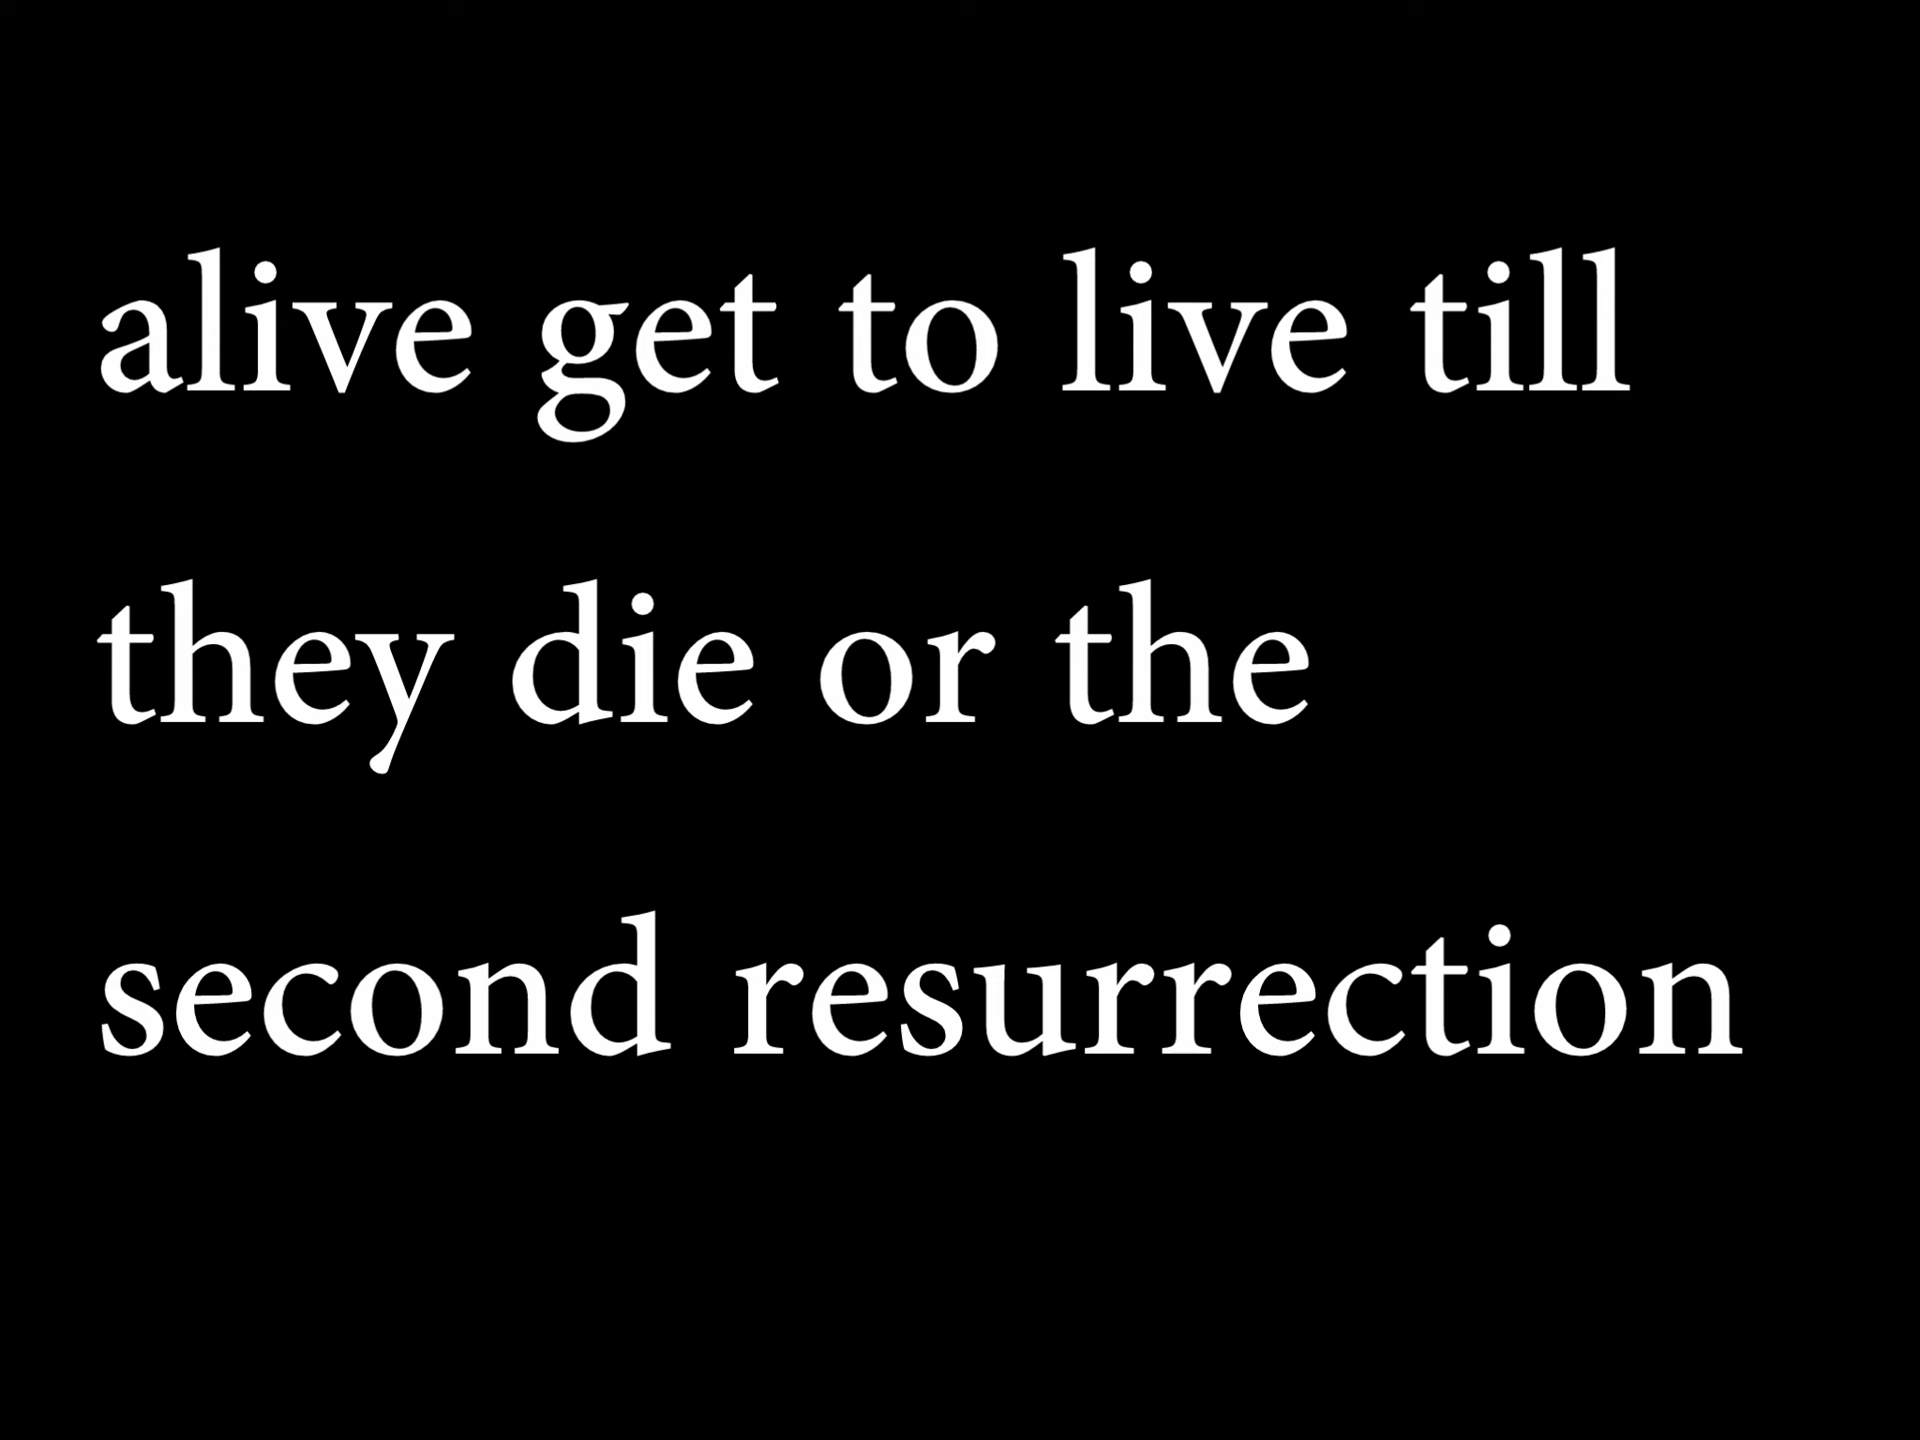 alive get to live till
they die or the
second resurrection